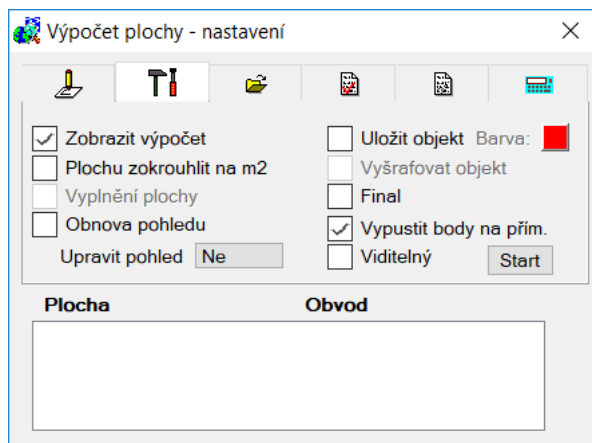 Výpočet plochy - nastavení
Zobrazit výpočet
Plochu zokrouhlit na m2
Vyplnění plochy
Obnova pohledu
Upravit pohled Ne
Uložit objekt Barva:
Vyšrafovat objekt
Final
Vypustit body na přím.
Viditelný Start
Plocha Obvod